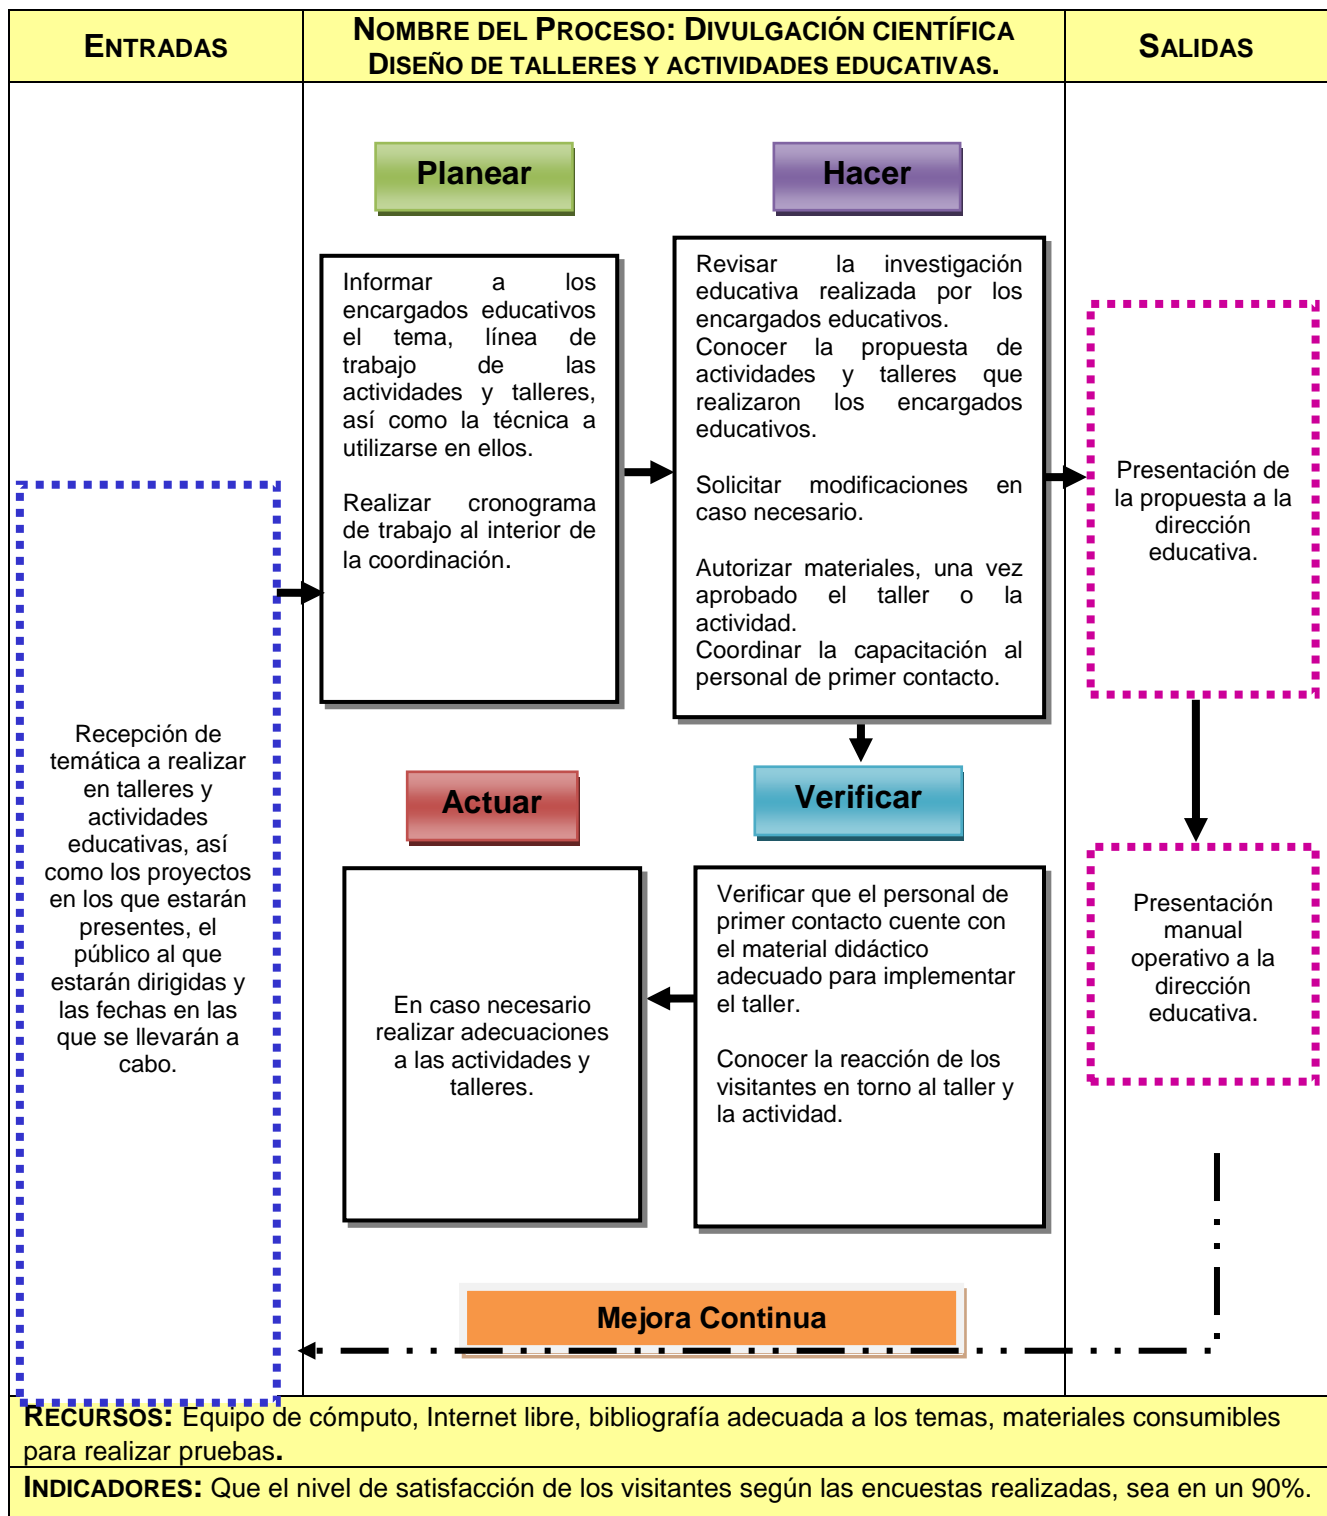 ENTRADAS
NOMBRE DEL PROCESO: DIVULGACIÓN CIENTÍFICA
DISEÑO DE TALLERES Y ACTIVIDADES EDUCATIVAS.
SALIDAS
Planear
Hacer
Informar a los
encargados educativos
el tema, línea de
trabajo de las
actividades y talleres,
así como la técnica a
utilizarse en ellos.
Realizar cronograma
de trabajo al interior de
la coordinación.
Revisar la investigación
educativa realizada por los
encargados educativos.
Conocer la propuesta de
actividades y talleres que
realizaron los encargados
educativos.
Solicitar modificaciones en
caso necesario.
Autorizar materiales, una vez
aprobado el taller o la
actividad.
Coordinar la capacitación al
personal de primer contacto.
Presentación de
la propuesta a la
dirección
educativa.
Recepción de
temática a realizar
en talleres y
actividades
educativas, así
como los proyectos
en los que estarán
presentes, el
público al que
estarán dirigidas y
las fechas en las
que se llevarán a
cabo.
Actuar
Verificar
En caso necesario
realizar adecuaciones
a las actividades y
talleres.
Verificar que el personal de
primer contacto cuente con
el material didáctico
adecuado para implementar
el taller.
Conocer la reacción de los
visitantes en torno al taller y
la actividad.
Presentación
manual
operativo a la
dirección
educativa.
Mejora Continua
RECURSOS: Equipo de cómputo, Internet libre, bibliografía adecuada a los temas, materiales consumibles
para realizar pruebas.
INDICADORES: Que el nivel de satisfacción de los visitantes según las encuestas realizadas, sea en un 90%.